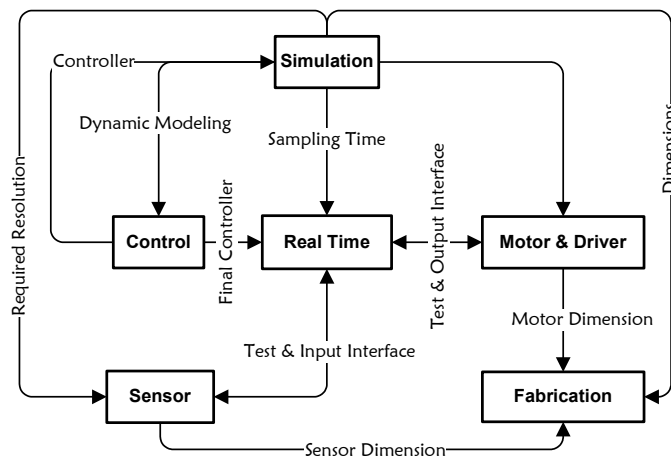 Controller
Simulation
Dynamic Modeling
Sampling Time
Dimensions
Required Resolution
Control
Final Controller
Real Time
Test & Output Interface
Motor & Driver
Motor Dimension
Test & Input Interface
Sensor
Fabrication
Sensor Dimension